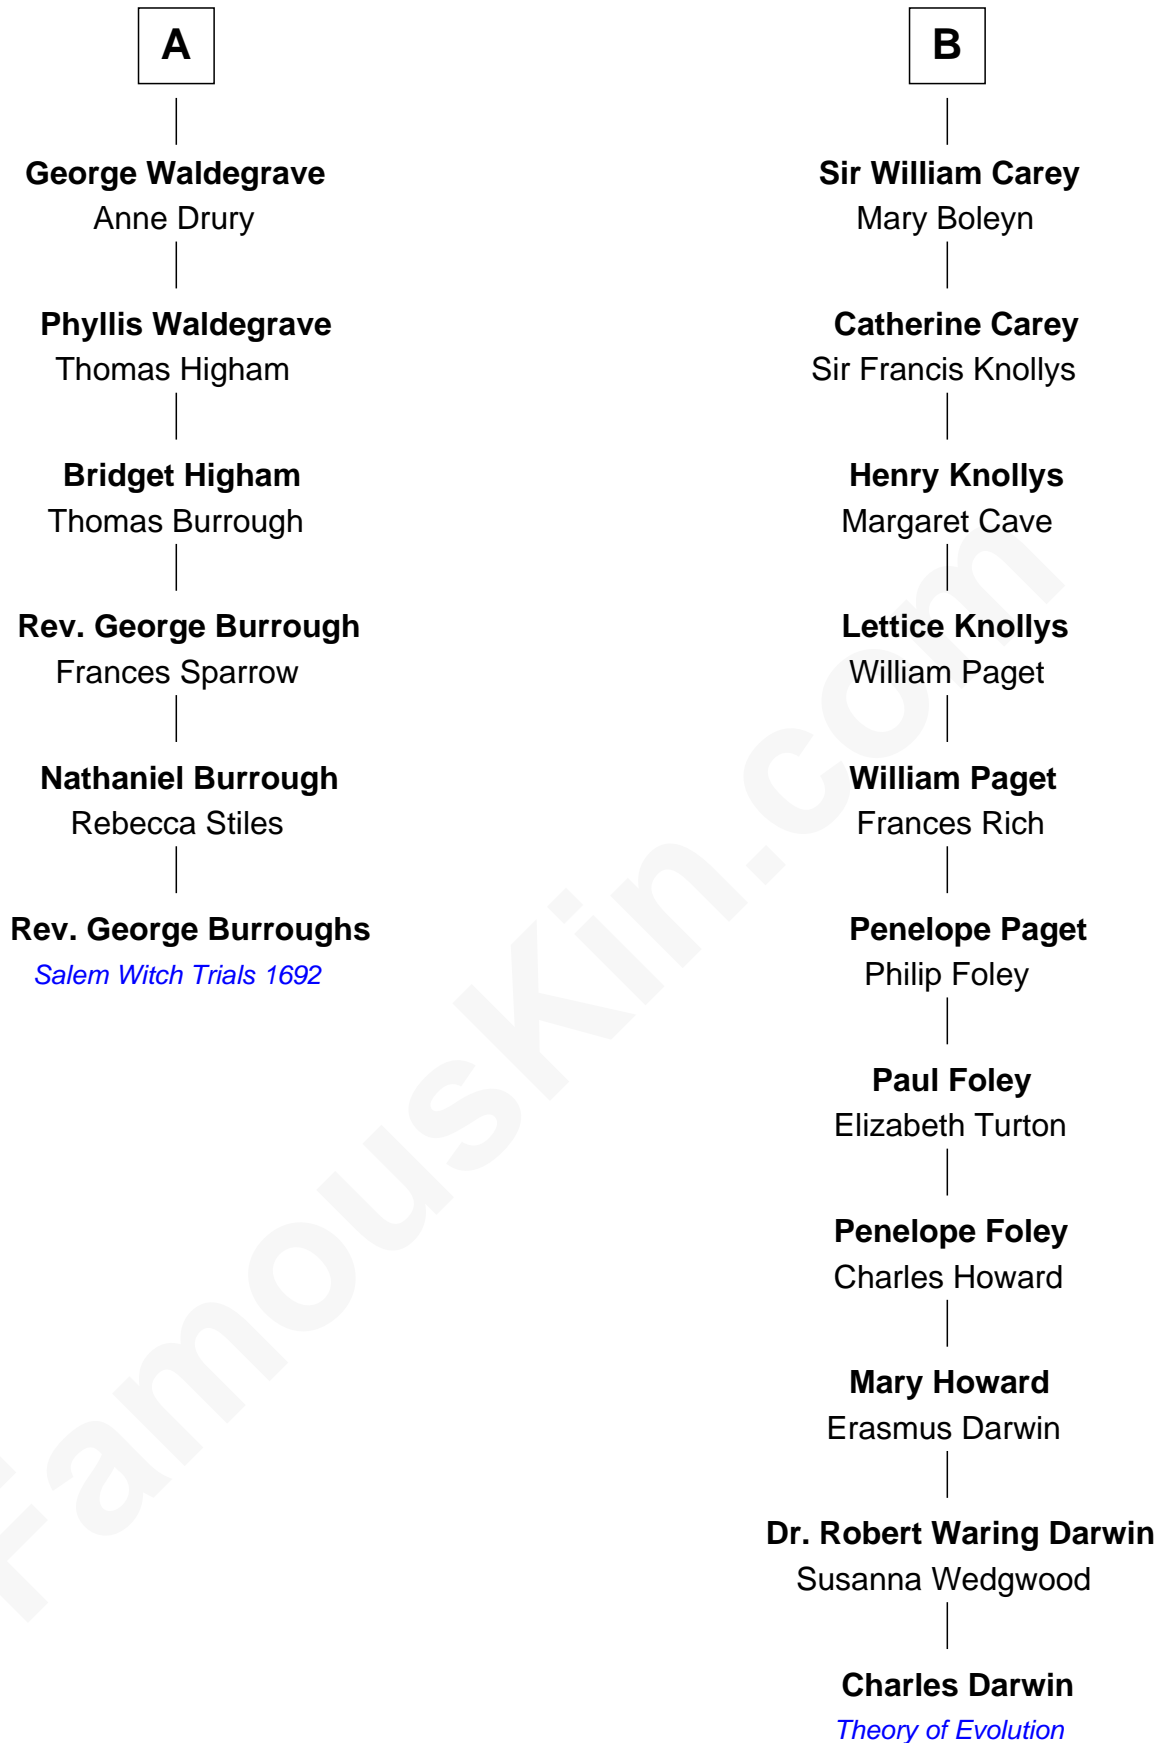 A
George Waldegrave
Anne Drury
Phyllis Waldegrave
Thomas Higham
Bridget Higham
Thomas Burrough
Rev. George Burrough
Frances Sparrow
Nathaniel Burrough
Rebecca Stiles
Rev. George Burroughs
Salem Witch Trials 1692
B
Sir William Carey
Mary Boleyn
Catherine Carey
Sir Francis Knollys
Henry Knollys
Margaret Cave
Lettice Knollys
William Paget
William Paget
Frances Rich
Penelope Paget
Philip Foley
Paul Foley
Elizabeth Turton
Penelope Foley
Charles Howard
Mary Howard
Erasmus Darwin
Dr. Robert Waring Darwin
Susanna Wedgwood
Charles Darwin
Theory of Evolution
FamousKin.com